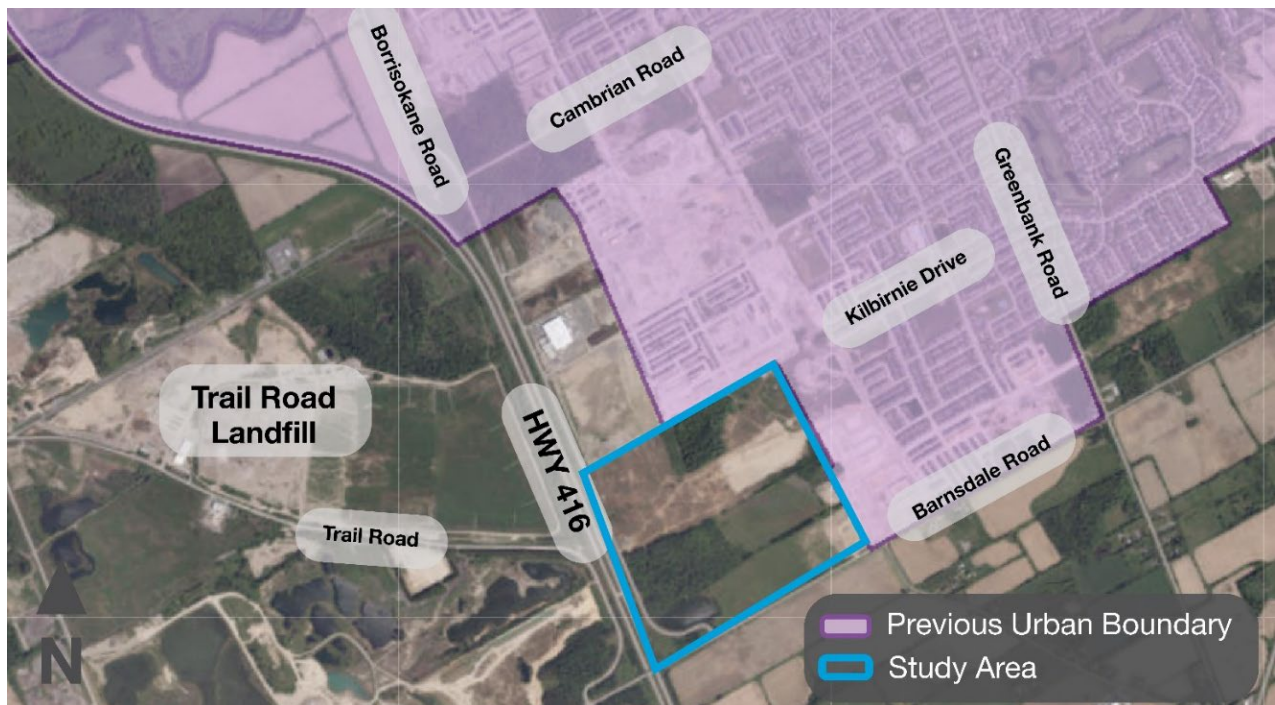 Borrisokane Road
Cambrian Road
Greenbank Road
Kilbirnie Drive
Trail Road
Landfill
HWY 416
Barnsdale Road
Trail Road
N
Previous Urban Boundary
Study Area